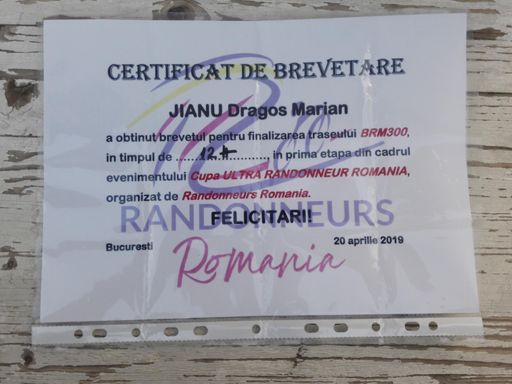 CERTIFICAT DE BREVETARE
JIANU Dragos Marian
a obtinut brevetul pentru finalizarea traseului BRM300,
in timpul de ......12.H............, in prima etapa din cadrul
evenimentului Cupa ULTRA RANDONNEUR ROMANIA,
organizat de Randonneurs Romania.
RANDONNEURS
FELICITARI!
Bucuresti 20 aprilie 2019
Romania